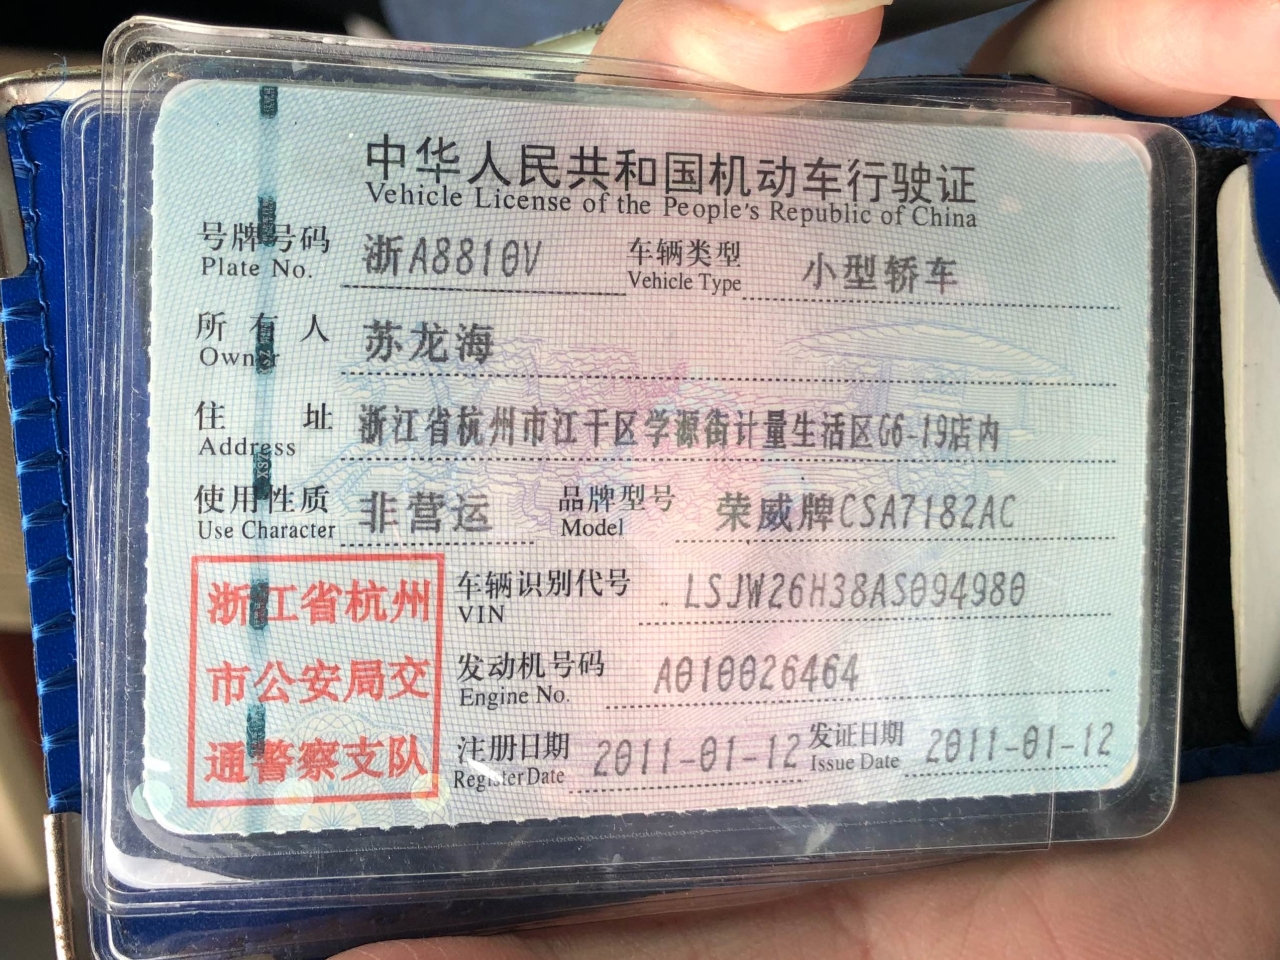 中华人民共和国机动车行驶证
Vehicle License of the People's Republic of China
号牌号码 浙A8810V 车辆类型 小型轿车
Plate No. Vehicle Type
所有人 苏龙海
Owner
住址 浙江省杭州市江干区学源街计量生活区G6-19店内
Address
使用性质 非营运 品牌型号 荣威牌CSA7182AC
Use Character Model
浙江省杭州
市公安局交
通警察支队
车辆识别代号 LSJW26H38AS094980
VIN
发动机号码 A010026464
Engine No.
注册日期 2011-01-12 发证日期 2011-01-12
Register Date Issue Date